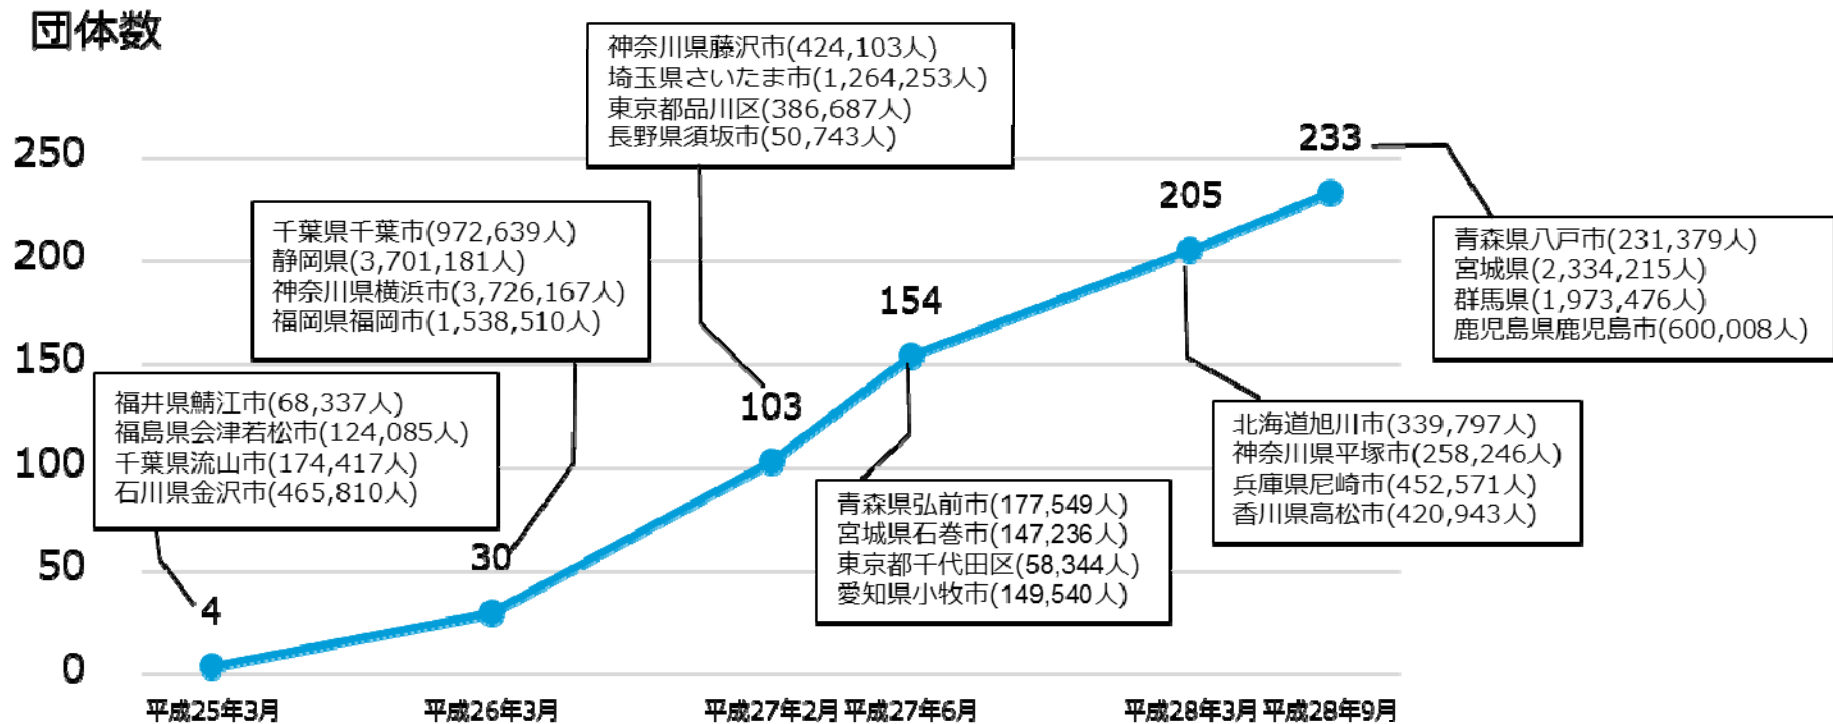 団体数
神奈川県藤沢市(424,103人)
埼玉県さいたま市(1,264,253人)
東京都品川区(386,687人)
長野県須坂市(50,743人)
千葉県千葉市(972,639人)
静岡県(3,701,181人)
神奈川県横浜市(3,726,167人)
福岡県福岡市(1,538,510人)
福井県鯖江市(68,337人)
福島県会津若松市(124,085人)
千葉県流山市(174,417人)
石川県金沢市(465,810人)
青森県八戸市(231,379人)
宮城県(2,334,215人)
群馬県(1,973,476人)
鹿児島県鹿児島市(600,008人)
北海道旭川市(339,797人)
神奈川県平塚市(258,246人)
兵庫県尼崎市(452,571人)
香川県高松市(420,943人)
青森県弘前市(177,549人)
宮城県石巻市(147,236人)
東京都千代田区(58,344人)
愛知県小牧市(149,540人)
250
200
150
100
50
0
4
30
103
154
205
233
平成25年3月
平成26年3月
平成27年2月
平成27年6月
平成28年3月
平成28年9月